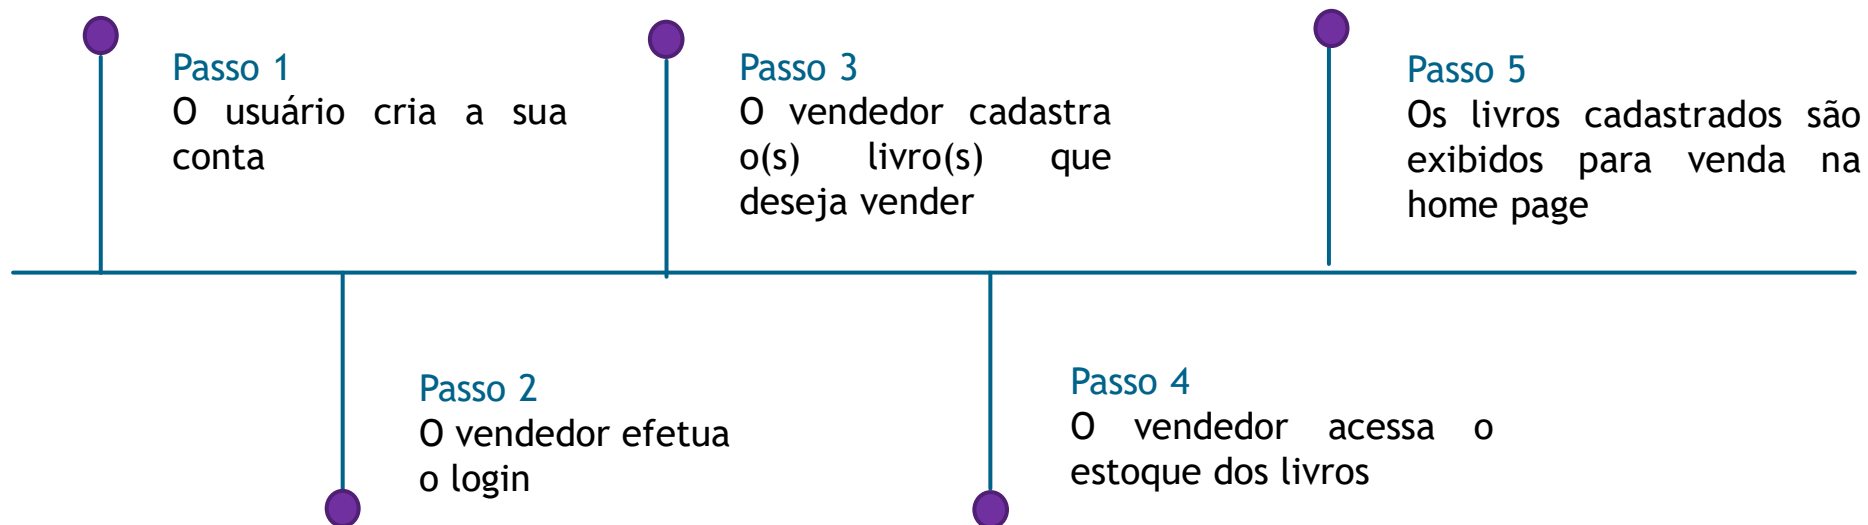 Passo 1
O usuário cria a sua
conta
Passo 2
O vendedor efetua
o login
Passo 3
O vendedor cadastra
o(s) livro(s) que
deseja vender
Passo 4
O vendedor acessa o
estoque dos livros
Passo 5
Os livros cadastrados são
exibidos para venda na
home page